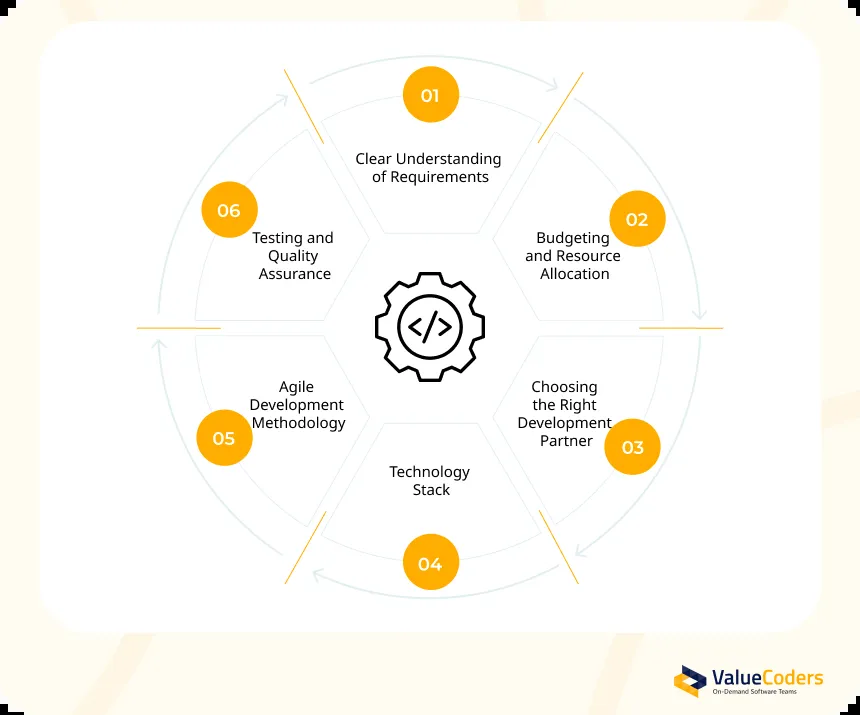 01
Clear Understanding
of Requirements
02
Budgeting
and Resource
Allocation
03
Choosing
the Right
Development
Partner
04
Technology
Stack
05
Agile
Development
Methodology
06
Testing and
Quality
Assurance
</>
ValueCoders
On-Demand Software Teams